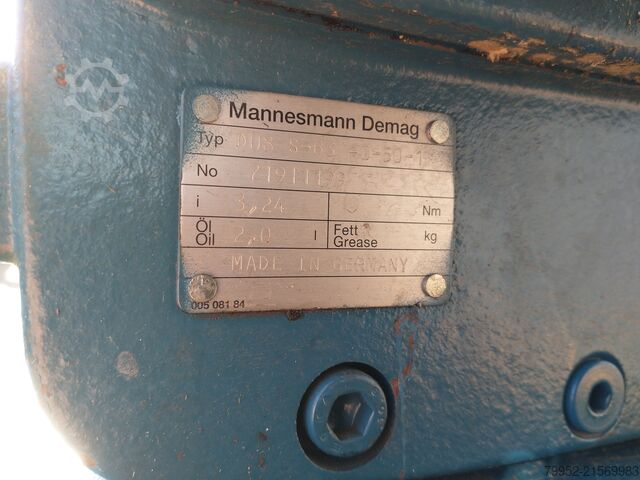 Mannesmann Demag
Typ
No
i 3,24 Nm
Öl Oil 2,0 l Fett Grease kg
MADE IN GERMANY
005 081 84
79952-21569983